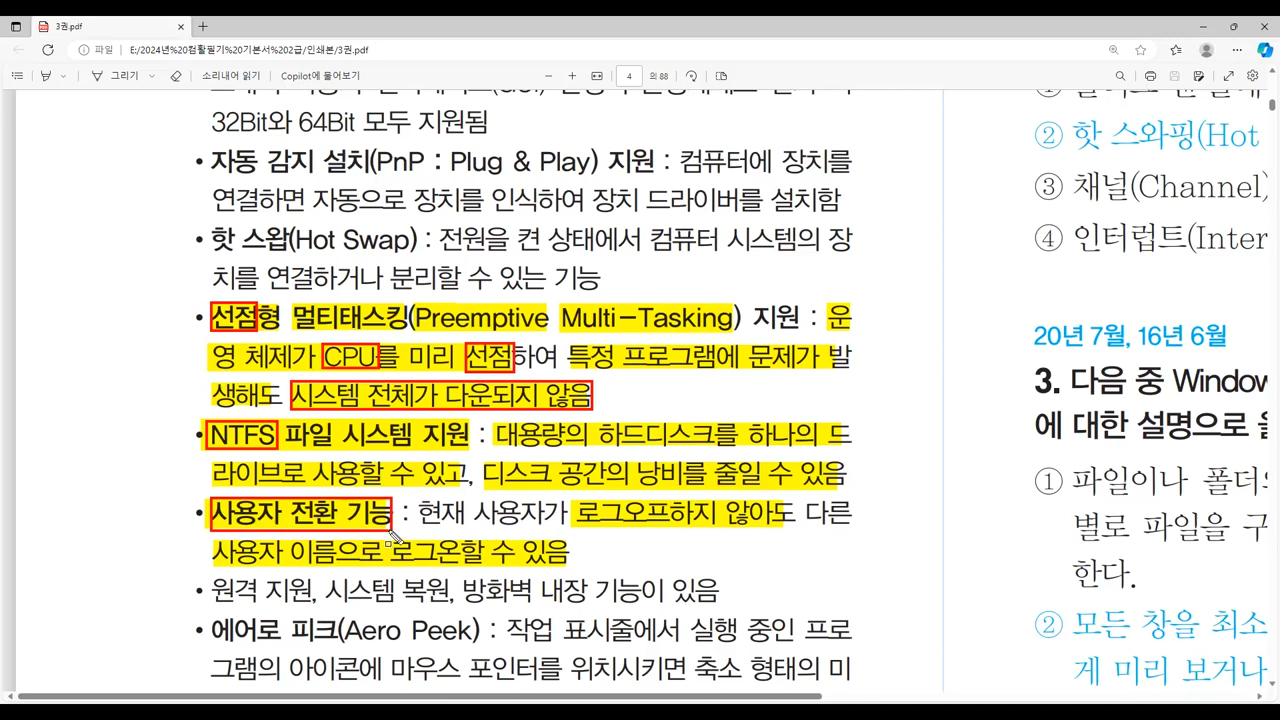 3권.pdf
파일
E:/2024년%20컴활필기%20기본서%202급/인쇄본/3권.pdf
그리기
소리내어 읽기
Copilot에 물어보기
4
의 88
32Bit와 64Bit 모두 지원됨
• 자동 감지 설치(PnP : Plug & Play) 지원 : 컴퓨터에 장치를
연결하면 자동으로 장치를 인식하여 장치 드라이버를 설치함
• 핫 스왑(Hot Swap) : 전원을 켠 상태에서 컴퓨터 시스템의 장
치를 연결하거나 분리할 수 있는 기능
• 선점형 멀티태스킹(Preemptive Multi-Tasking) 지원 : 운
영 체제가 CPU를 미리 선점하여 특정 프로그램에 문제가 발
생해도 시스템 전체가 다운되지 않음
• NTFS 파일 시스템 지원 : 대용량의 하드디스크를 하나의 드
라이브로 사용할 수 있고, 디스크 공간의 낭비를 줄일 수 있음
• 사용자 전환 기능 : 현재 사용자가 로그오프하지 않아도 다른
사용자 이름으로 로그온할 수 있음
• 원격 지원, 시스템 복원, 방화벽 내장 기능이 있음
• 에어로 피크(Aero Peek) : 작업 표시줄에서 실행 중인 프로
그램의 아이콘에 마우스 포인터를 위치시키면 축소 형태의 미
② 핫 스와핑(Hot
③ 채널(Channel)
④ 인터럽트(Inter
20년 7월, 16년 6월
3. 다음 중 Window
에 대한 설명으로
① 파일이나 폴더
별로 파일을 구
한다.
② 모든 창을 최소
게 미리 보거나